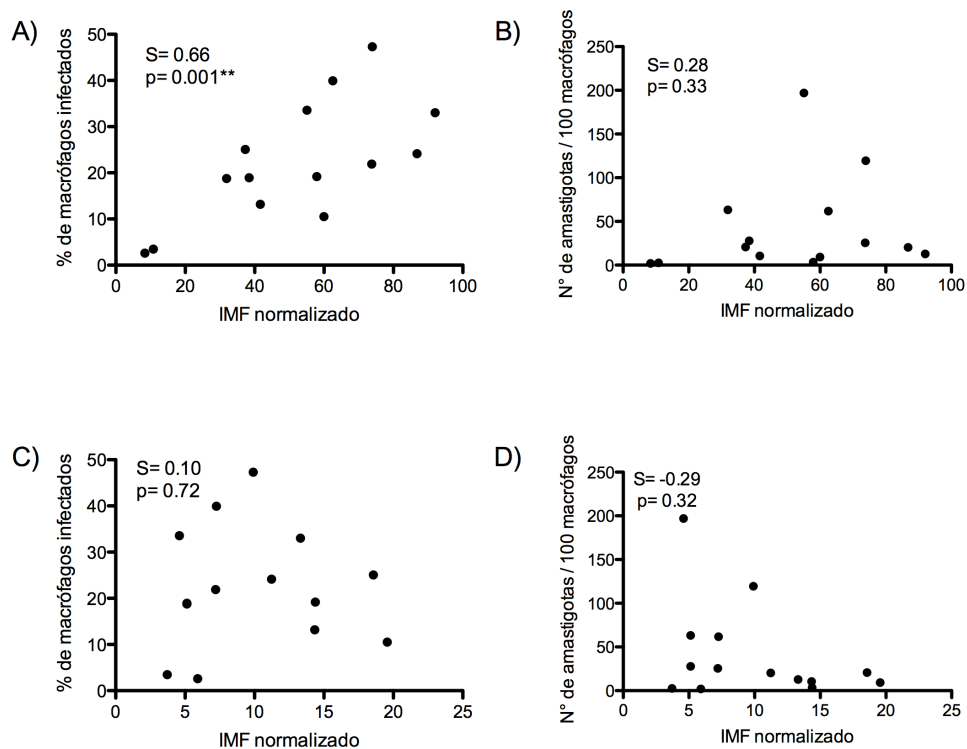 A)
S= 0.66
p= 0.001**
% de macrófagos infectados
50
40
30
20
10
0
0 20 40 60 80 100
IMF normalizado
B)
S= 0.28
p= 0.33
N° de amastigotas / 100 macrófagos
250
200
150
100
50
0
0 20 40 60 80 100
IMF normalizado
C)
S= 0.10
p= 0.72
% de macrófagos infectados
50
40
30
20
10
0
0 5 10 15 20 25
IMF normalizado
D)
S= -0.29
p= 0.32
N° de amastigotas / 100 macrófagos
250
200
150
100
50
0
0 5 10 15 20 25
IMF normalizado